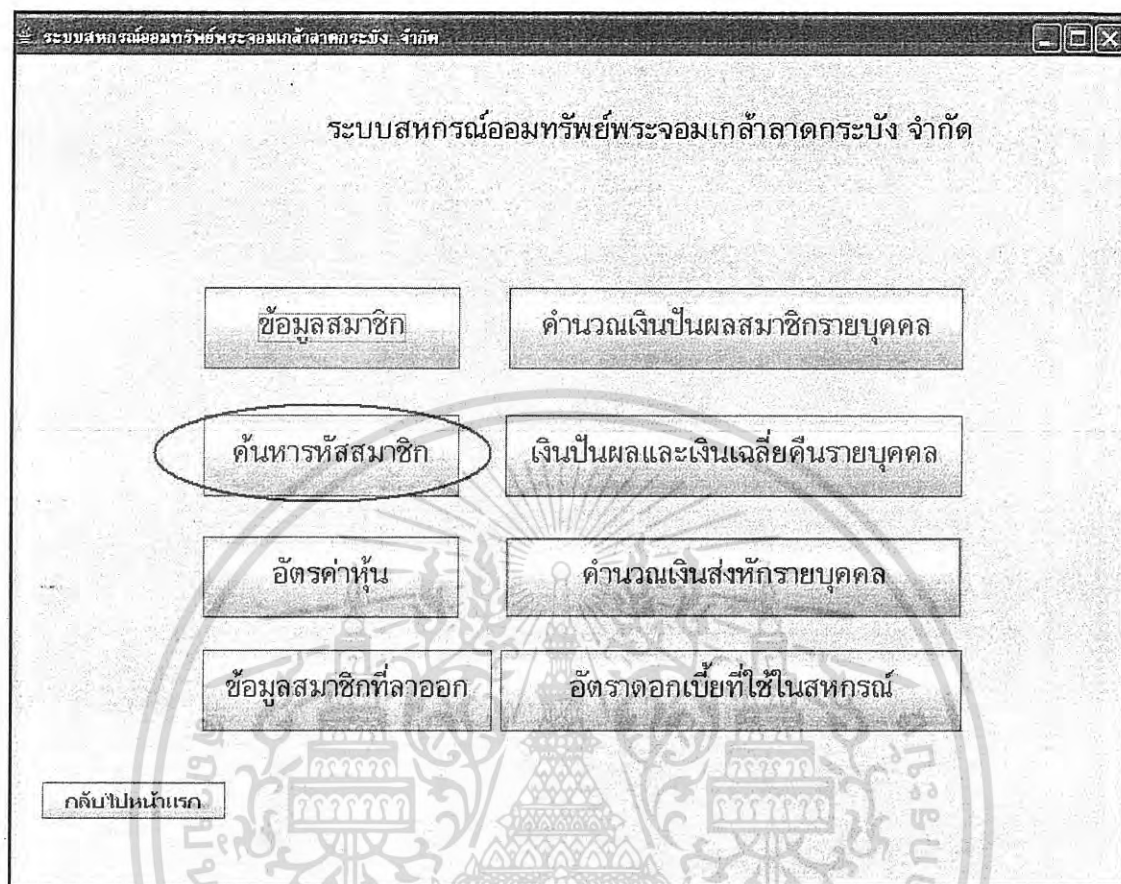 ระบบสหกรณ์ออมทรัพย์พระจอมเกล้าลาดกระบัง จำกัด
ระบบสหกรณ์ออมทรัพย์พระจอมเกล้าลาดกระบัง จำกัด
ข้อมูลสมาชิก
คำนวณเงินปันผลสมาชิกรายบุคคล
ค้นหารหัสสมาชิก
เงินปันผลและเงินเฉลี่ยคืนรายบุคคล
อัตรค่าหุ้น
คำนวณเงินส่งหักรายบุคคล
ข้อมูลสมาชิกที่ลาออก
อัตราดอกเบี้ยที่ใช้ในสหกรณ์
กลับไปหน้าแรก